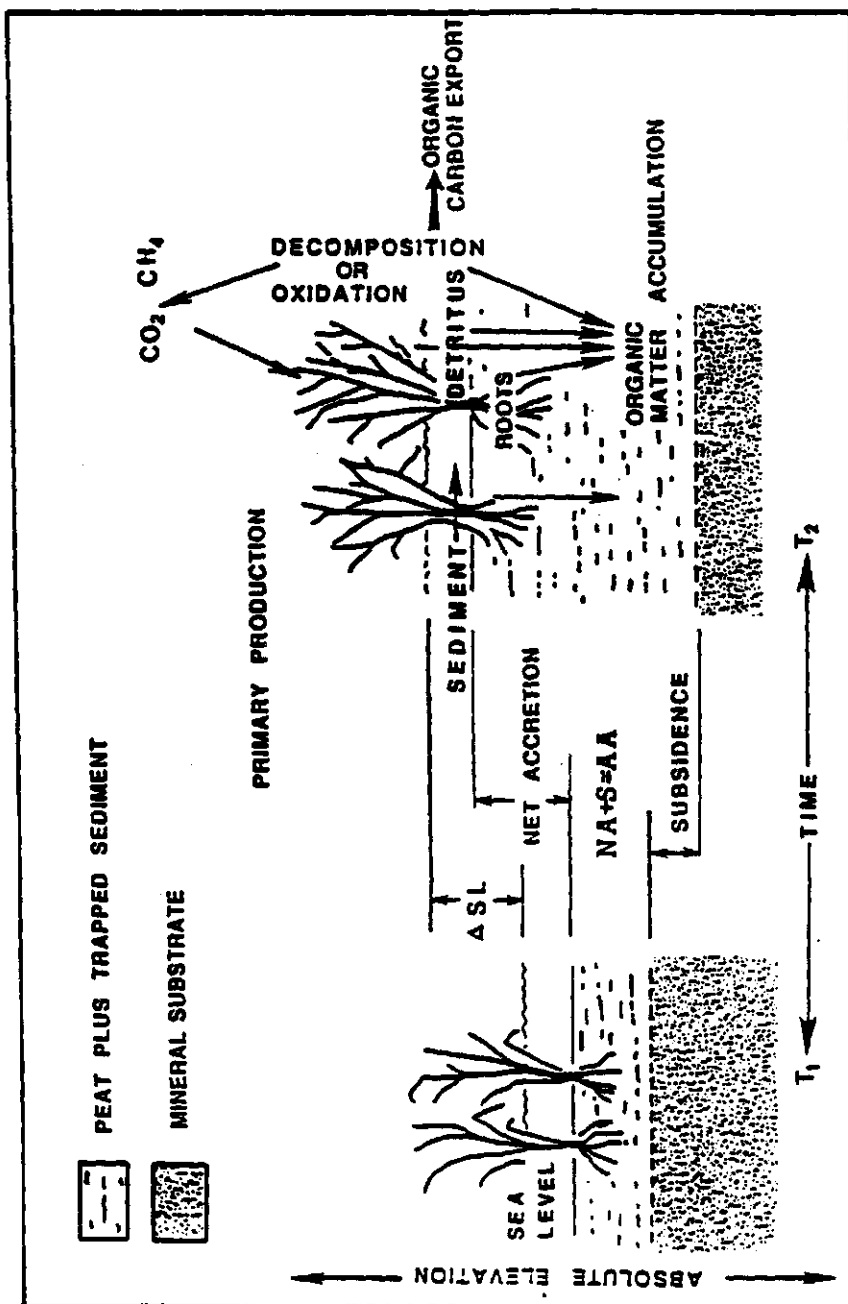 PEAT PLUS TRAPPED SEDIMENT
MINERAL SUBSTRATE
PRIMARY PRODUCTION
CO₂ CH₄
DECOMPOSITION
OR
OXIDATION
ORGANIC
CARBON EXPORT
SEDIMENT
DETRITUS
ROOTS
ORGANIC
MATTER
ACCUMULATION
Δ SL
NET ACCRETION
NA+S=AA
SUBSIDENCE
SEA
LEVEL
ABSOLUTE ELEVATION
T₁
TIME
T₂